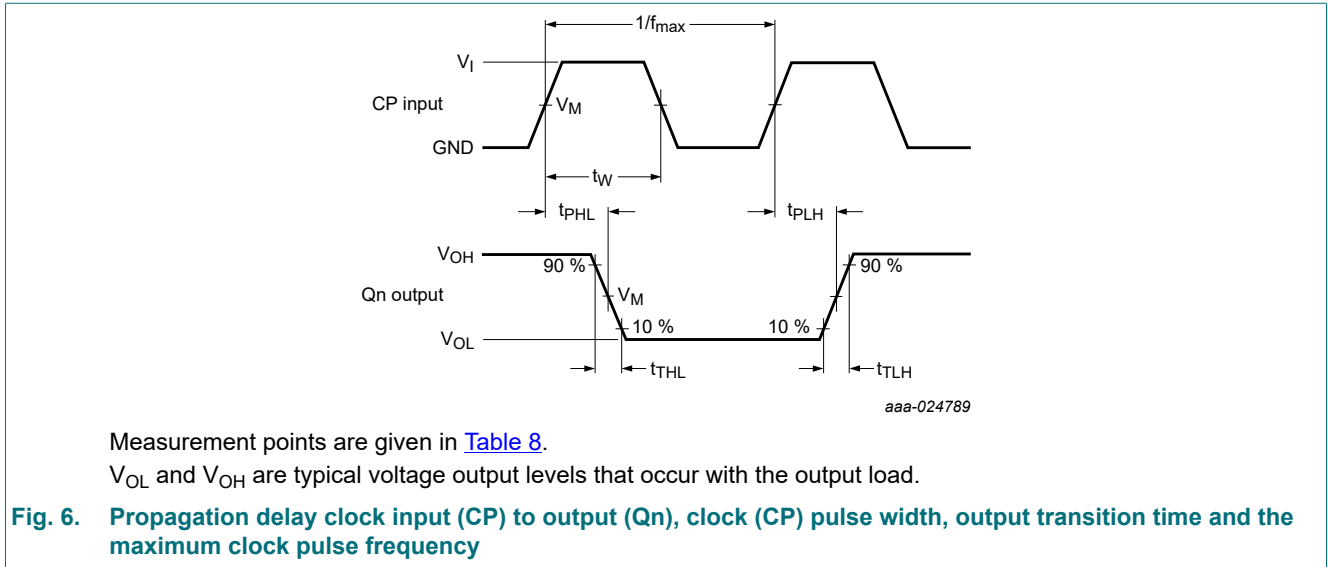 1/fmax
VI
CP input
VM
GND
tW
tPHL
tPLH
VOH
90 %
90 %
Qn output
VM
10 %
10 %
VOL
tTHL
tTLH
aaa-024789
Measurement points are given in Table 8.
VOL and VOH are typical voltage output levels that occur with the output load.
Fig. 6. Propagation delay clock input (CP) to output (Qn), clock (CP) pulse width, output transition time and the
maximum clock pulse frequency